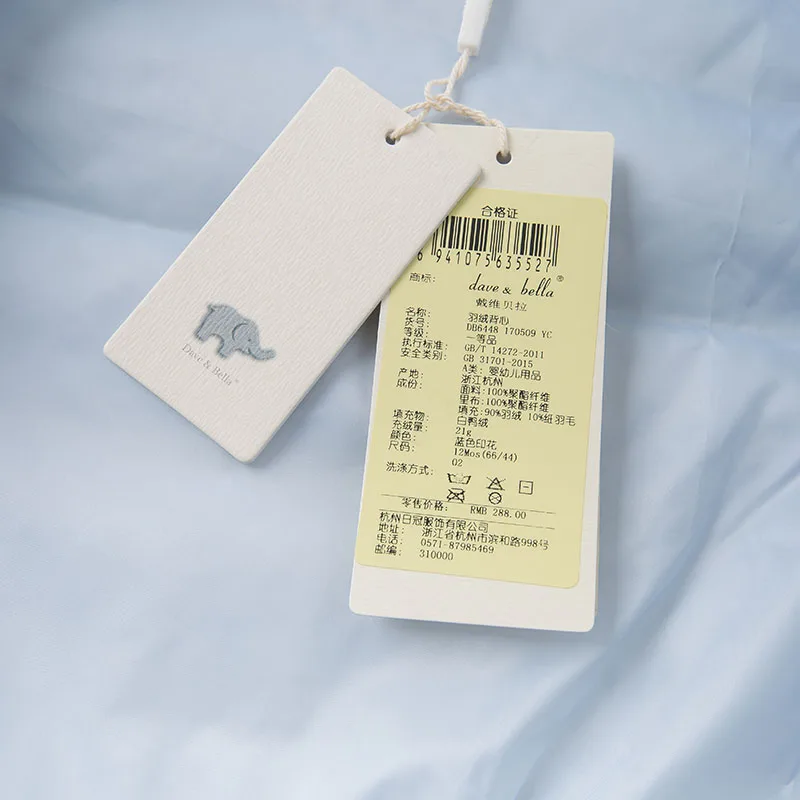 Dave & Bella™
合格证
6 941075 635527
商标: dave & bella®
戴维贝拉
名称: 羽绒背心
货号: DB6448 170509 YC
等级: 一等品
执行标准: GB/T 14272-2011
安全类别: GB 31701-2015
A类: 婴幼儿用品
产地: 浙江杭州
成份: 面料:100%聚酯纤维
里布:100%聚酯纤维
填充:90%羽绒 10%纽羽毛
填充物: 白鸭绒
充绒量: 21g
颜色: 蓝色印花
尺码: 12Mos(66/44)
02
洗涤方式:
零售价格: RMB 288.00
杭州日冠服饰有限公司
地址: 浙江省杭州市滨和路998号
电话: 0571-87985469
邮编: 310000